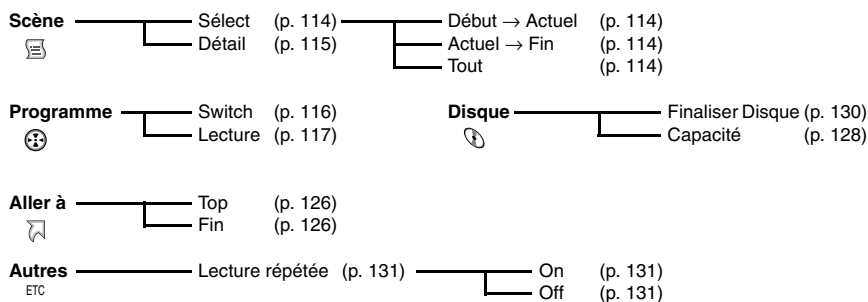 Scène Sélect (p. 114) Début → Actuel (p. 114)
Détail (p. 115) Actuel → Fin (p. 114)
Tout (p. 114)
Programme Switch (p. 116) Disque Finaliser Disque (p. 130)
Lecture (p. 117) Capacité (p. 128)
Aller à Top (p. 126)
Fin (p. 126)
Autres Lecture répétée (p. 131) On (p. 131)
ETC Off (p. 131)